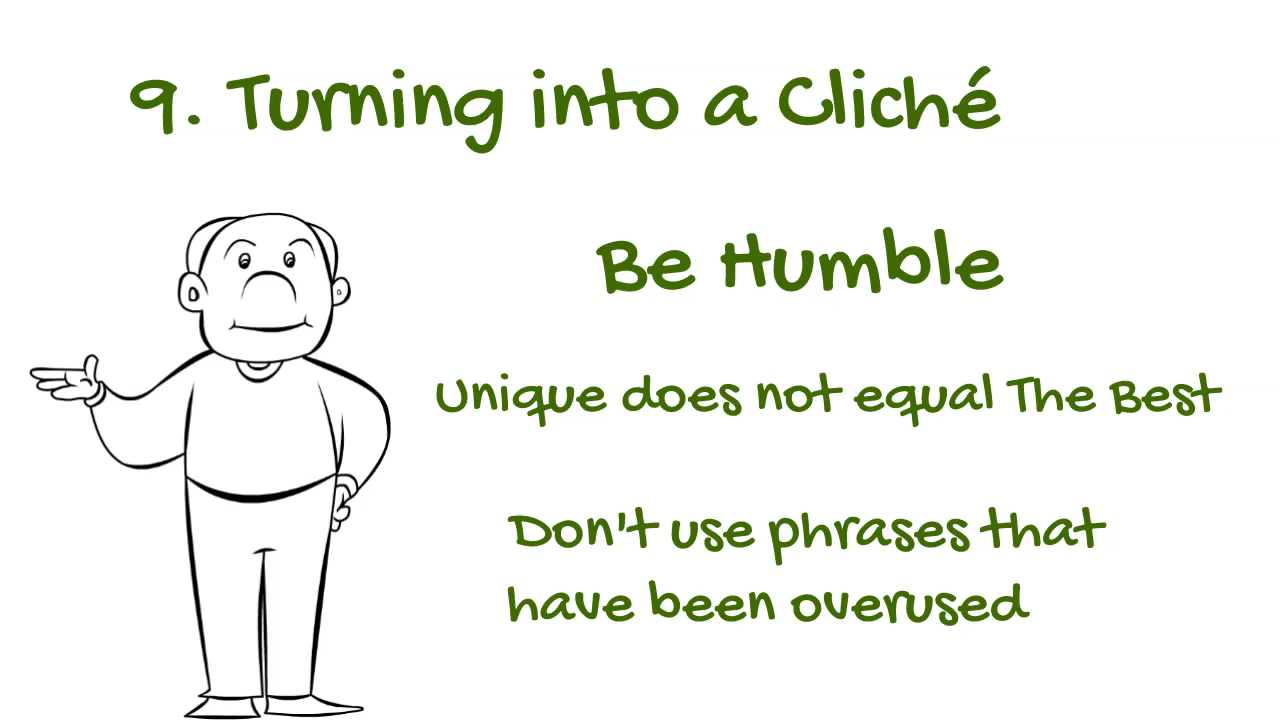 9. Turning into a Cliché
Be Humble
Unique does not equal The Best
Don't use phrases that
have been overused